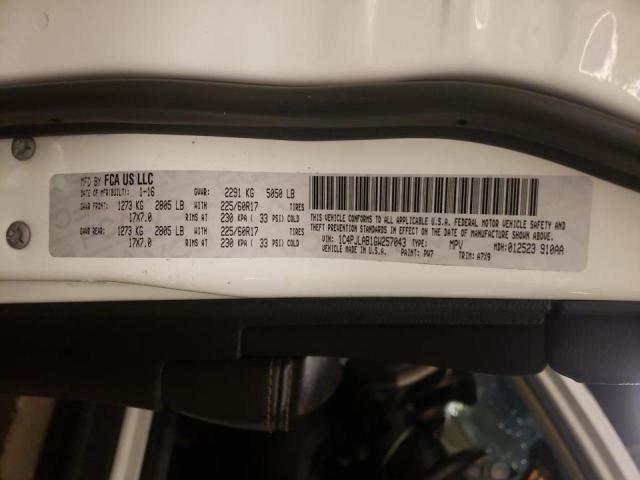 MFD BY FCA US LLC
DATE OF MFR(BUILT): 1-16 GVWR: 2291 KG 5050 LB
GAWR FRONT: 1273 KG 2805 LB WITH 225/60R17 TIRES
17X7.0 RIMS AT 230 KPA ( 33 PSI) COLD
GAWR REAR: 1273 KG 2805 LB WITH 225/60R17 TIRES
17X7.0 RIMS AT 230 KPA ( 33 PSI) COLD
THIS VEHICLE CONFORMS TO ALL APPLICABLE U.S.A. FEDERAL MOTOR VEHICLE SAFETY AND
THEFT PREVENTION STANDARDS IN EFFECT ON THE DATE OF MANUFACTURE SHOWN ABOVE.
VIN: 1C4PJLAB1GW257043 TYPE: MPV MDH: 012523 910AA
VEHICLE MADE IN U.S.A. PAINT: PW7 TRIM: A7X9